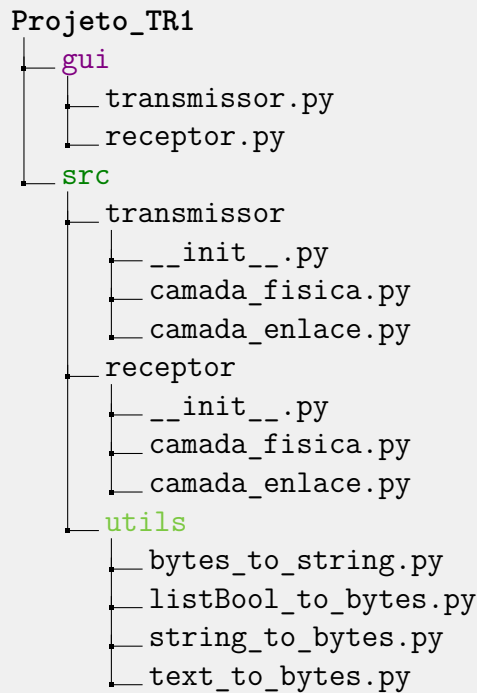 Projeto_TR1
gui
transmissor.py
receptor.py
src
transmissor
__init__.py
camada_fisica.py
camada_enlace.py
receptor
__init__.py
camada_fisica.py
camada_enlace.py
utils
bytes_to_string.py
listBool_to_bytes.py
string_to_bytes.py
text_to_bytes.py